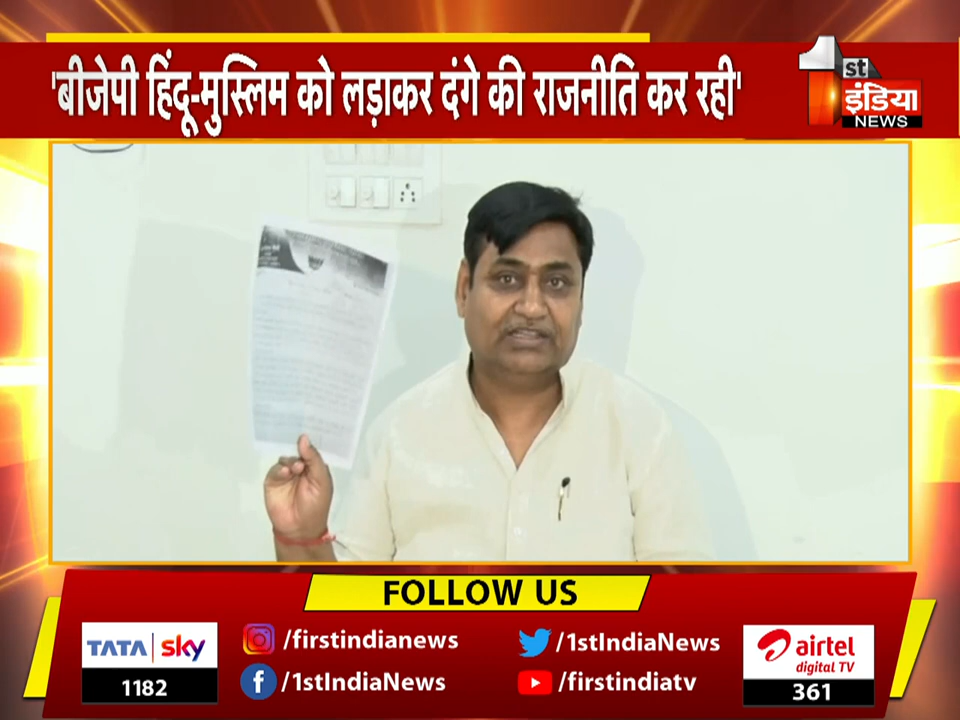 'बीजेपी हिंदू-मुस्लिम को लड़ाकर दंगे की राजनीति कर रही'
1st
इंडिया
NEWS
FOLLOW US
TATA sky
1182
/firstindianews
/1stIndiaNews
/1stIndiaNews
/firstindiatv
airtel
digital TV
361